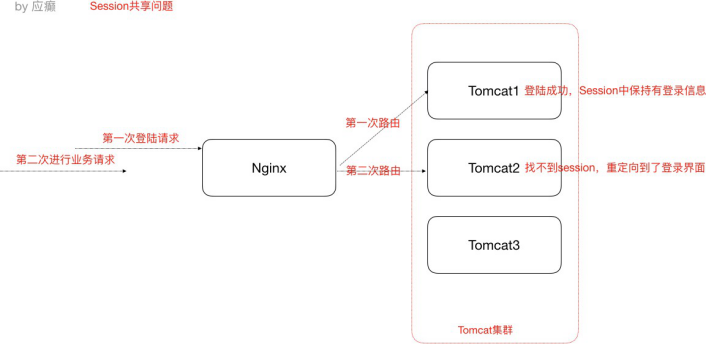 by 应癫 Session共享问题
Tomcat1 登陆成功，Session中保持有登录信息
第一次路由
第一次登陆请求
第二次进行业务请求
Nginx
第二次路由
Tomcat2 找不到session，重定向到了登录界面
Tomcat3
Tomcat集群